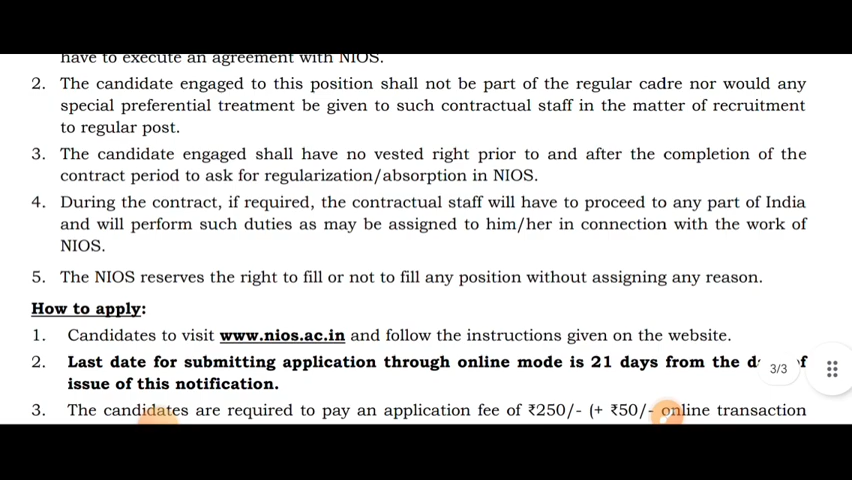 have to execute an agreement with NIOS.
2. The candidate engaged to this position shall not be part of the regular cadre nor would any
special preferential treatment be given to such contractual staff in the matter of recruitment
to regular post.
3. The candidate engaged shall have no vested right prior to and after the completion of the
contract period to ask for regularization/absorption in NIOS.
4. During the contract, if required, the contractual staff will have to proceed to any part of India
and will perform such duties as may be assigned to him/her in connection with the work of
NIOS.
5. The NIOS reserves the right to fill or not to fill any position without assigning any reason.
How to apply:
1. Candidates to visit www.nios.ac.in and follow the instructions given on the website.
2. Last date for submitting application through online mode is 21 days from the
issue of this notification.
3/3
3. The candidates are required to pay an application fee of ₹250/- (+ ₹50/- online transaction